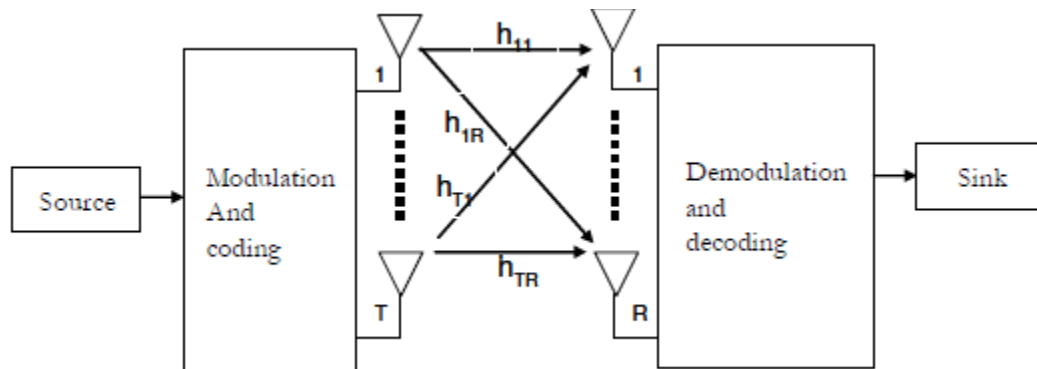 Source
Modulation
And
coding
1
T
h11
h1R
hT1
hTR
1
R
Demodulation
and
decoding
Sink